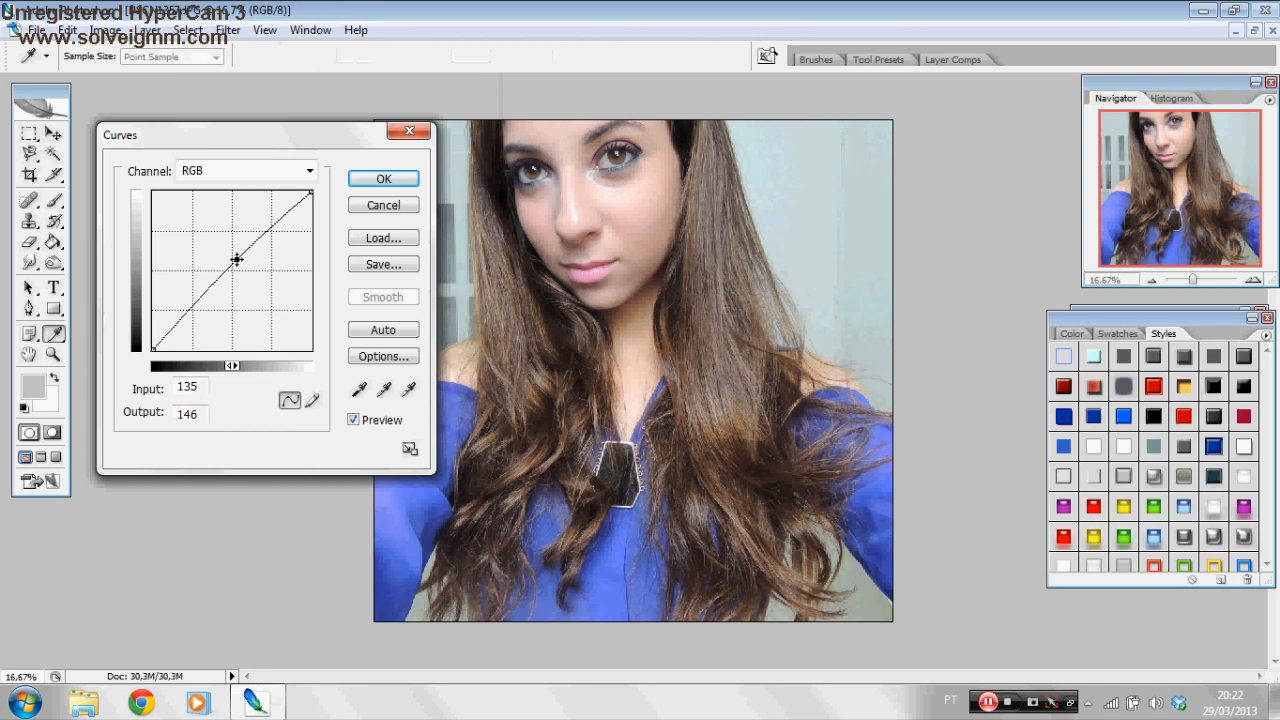 Unregistered HyperCam 3
www.solveigmm.com
(RGB/8)]
File Edit Image Layer Select Filter View Window Help
Sample Size: Point Sample
Brushes Tool Presets Layer Comps
Navigator Histogram
16.67%
Curves
Channel: RGB
OK
Cancel
Load...
Save...
Smooth
Auto
Options...
Input: 135
Output: 146
Preview
Color Swatches Styles
16,67% Doc: 30,3M/30,3M
PT
20:22
29/03/2013